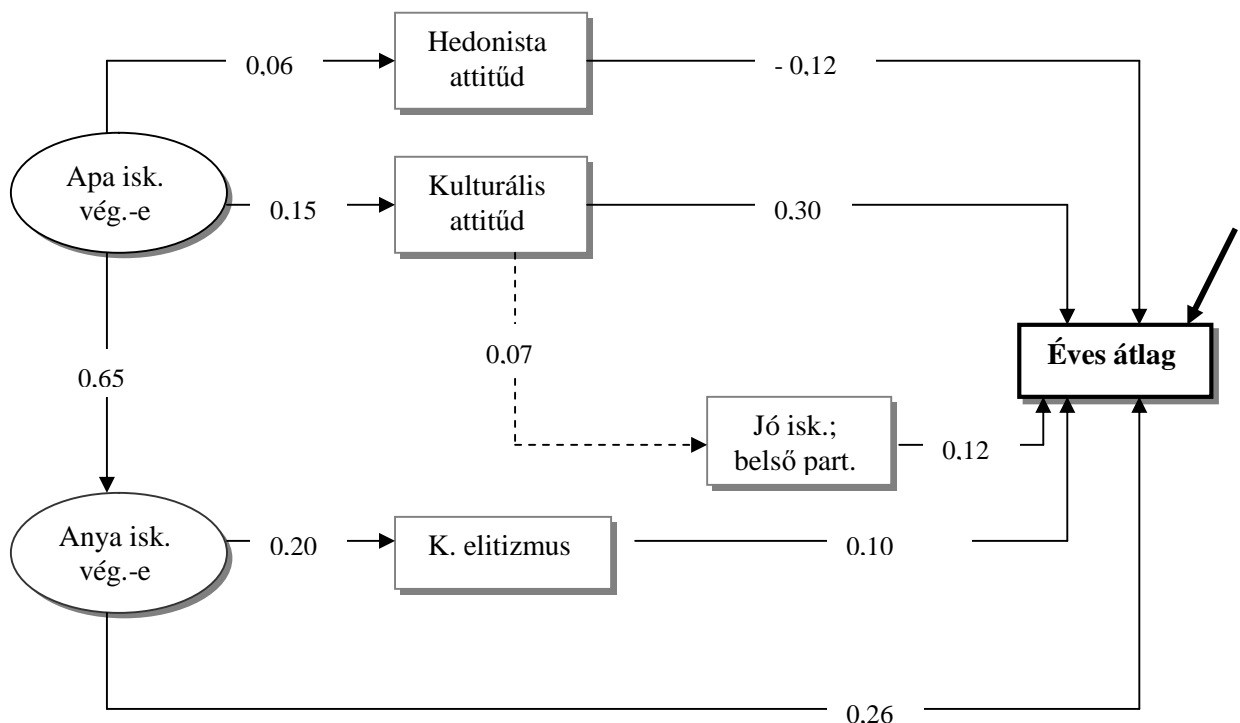 Hedonista
attitűd
0,06
- 0,12
Apa isk.
vég.-e
Kulturális
attitűd
0,15
0,30
Éves átlag
0,07
0,65
Jó isk.;
belső part.
0,12
Anya isk.
vég.-e
0,20
K. elitizmus
0,10
0,26